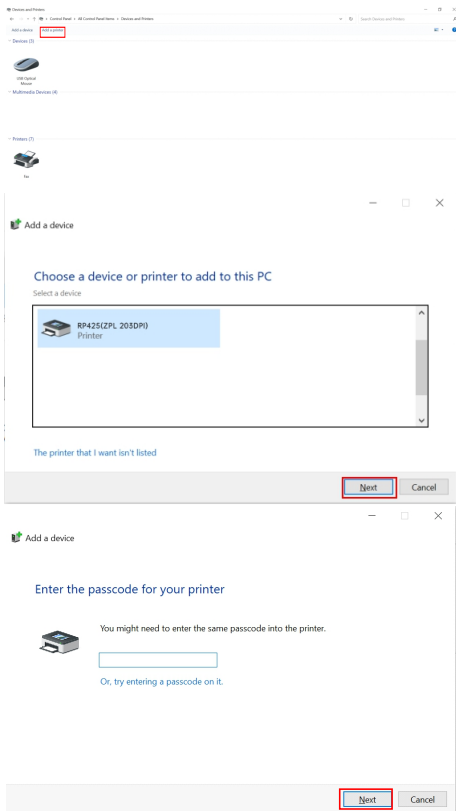 Devices and Printers
Control Panel › All Control Panel Items › Devices and Printers
Search Devices and Printers
Add a device Add a printer
Devices (3)
USB Optical
Mouse
Multimedia Devices (4)
Printers (7)
Fax
Add a device
Choose a device or printer to add to this PC
Select a device
RP425(ZPL 203DPI)
Printer
The printer that I want isn't listed
Next Cancel
Add a device
Enter the passcode for your printer
You might need to enter the same passcode into the printer.
Or, try entering a passcode on it.
Next Cancel